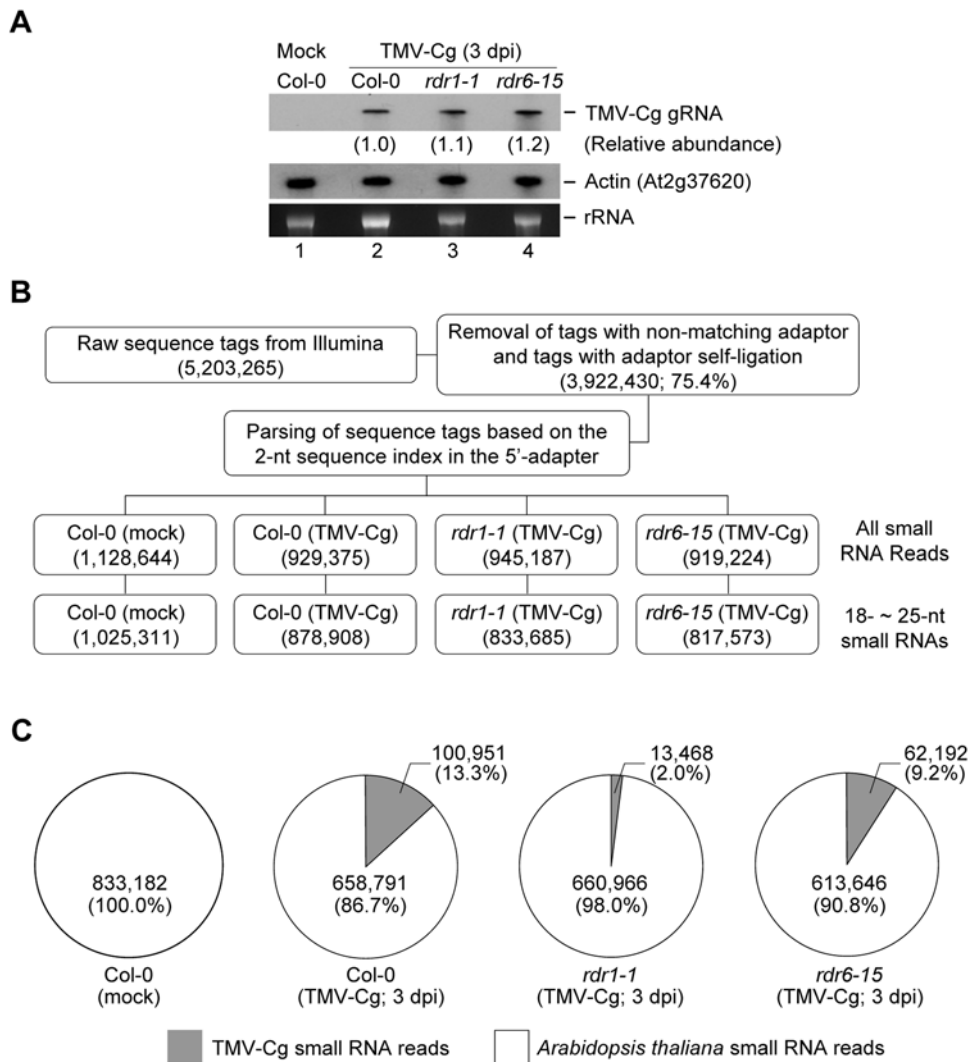 A
Mock TMV-Cg (3 dpi)
Col-0 Col-0 rdr1-1 rdr6-15
TMV-Cg gRNA
(1.0) (1.1) (1.2) (Relative abundance)
Actin (At2g37620)
rRNA
1 2 3 4
B
Raw sequence tags from Illumina
(5,203,265)
Removal of tags with non-matching adaptor
and tags with adaptor self-ligation
(3,922,430; 75.4%)
Parsing of sequence tags based on the
2-nt sequence index in the 5'-adapter
Col-0 (mock) Col-0 (TMV-Cg) rdr1-1 (TMV-Cg) rdr6-15 (TMV-Cg) All small
(1,128,644) (929,375) (945,187) (919,224) RNA Reads
Col-0 (mock) Col-0 (TMV-Cg) rdr1-1 (TMV-Cg) rdr6-15 (TMV-Cg) 18- ~ 25-nt
(1,025,311) (878,908) (833,685) (817,573) small RNAs
C
100,951 13,468 62,192
(13.3%) (2.0%) (9.2%)
833,182 658,791 660,966 613,646
(100.0%) (86.7%) (98.0%) (90.8%)
Col-0 Col-0 rdr1-1 rdr6-15
(mock) (TMV-Cg; 3 dpi) (TMV-Cg; 3 dpi) (TMV-Cg; 3 dpi)
TMV-Cg small RNA reads Arabidopsis thaliana small RNA reads